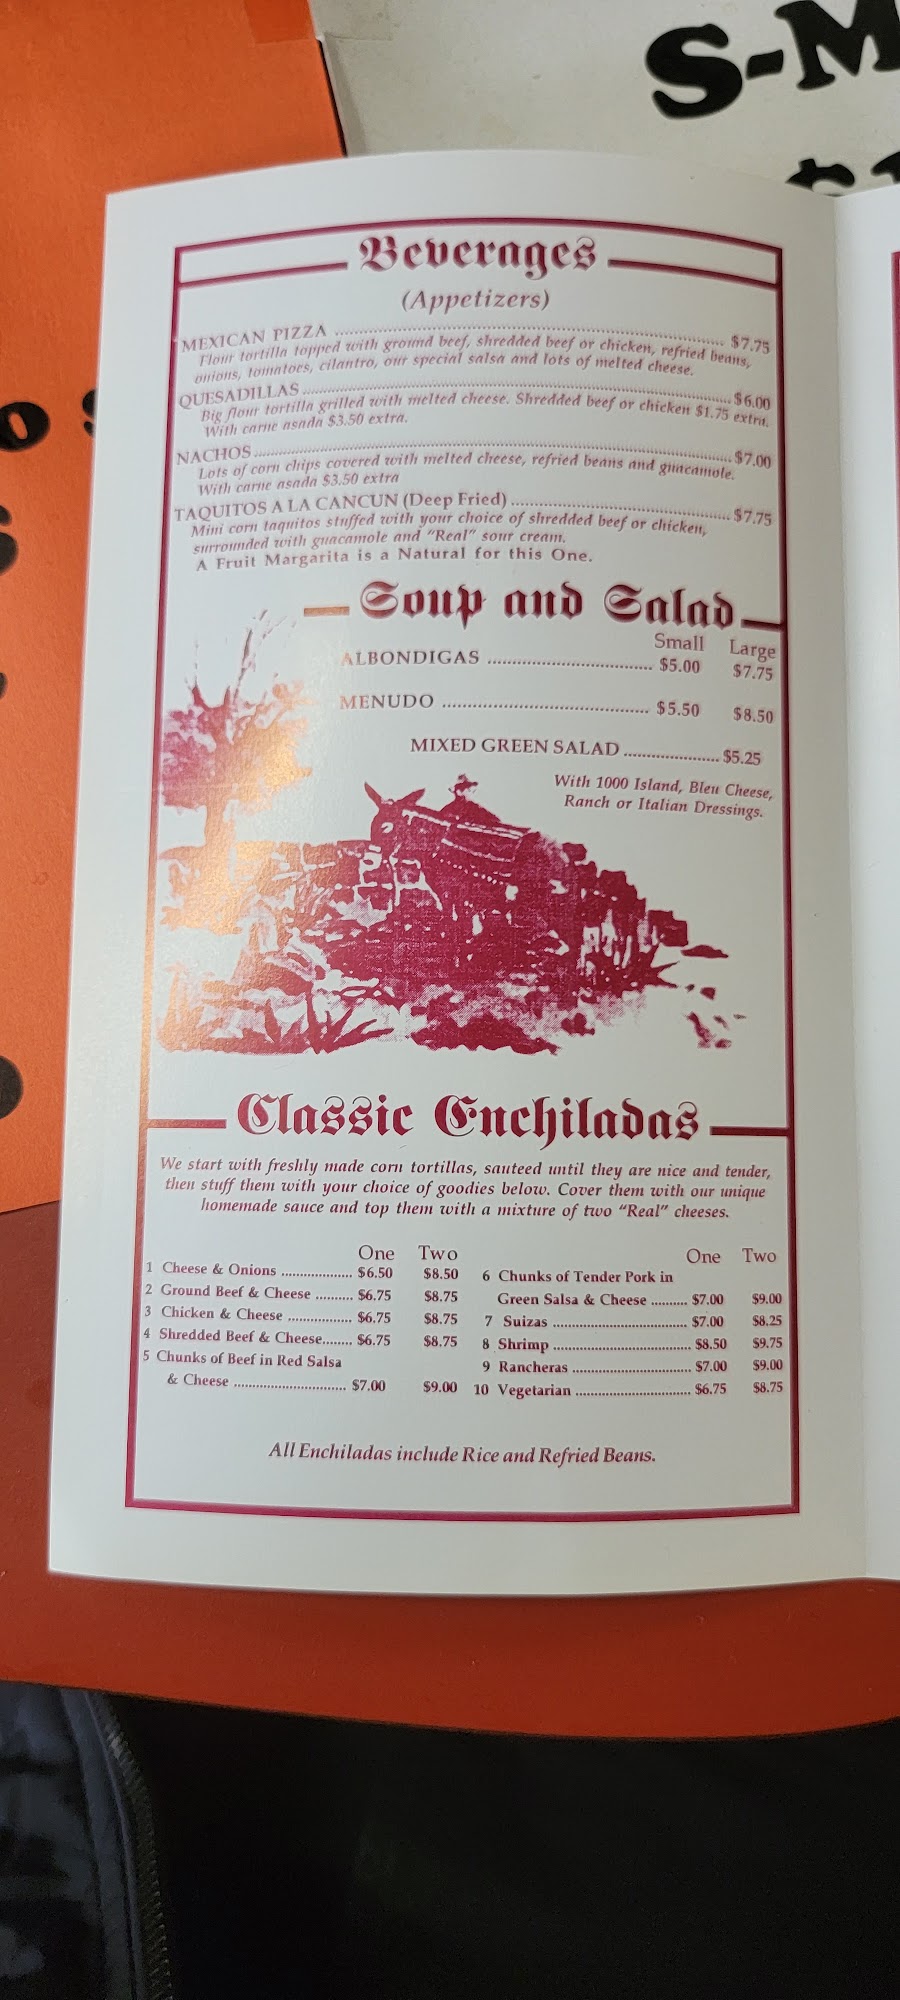 S-M
Beverages
(Appetizers)
MEXICAN PIZZA ........ $7.75
Flour tortilla topped with ground beef, shredded beef or chicken, refried beans,
onions, tomatoes, cilantro, our special salsa and lots of melted cheese.
QUESADILLAS ........ $6.00
Big flour tortilla grilled with melted cheese. Shredded beef or chicken $1.75 extra.
With carne asada $3.50 extra.
NACHOS ........ $7.00
Lots of corn chips covered with melted cheese, refried beans and guacamole.
With carne asada $3.50 extra
TAQUITOS A LA CANCUN (Deep Fried) ........ $7.75
Mini corn taquitos stuffed with your choice of shredded beef or chicken,
surrounded with guacamole and "Real" sour cream.
A Fruit Margarita is a Natural for this One.
Soup and Salad
Small Large
ALBONDIGAS ........ $5.00 $7.75
MENUDO ........ $5.50 $8.50
MIXED GREEN SALAD ........ $5.25
With 1000 Island, Bleu Cheese,
Ranch or Italian Dressings.
Classic Enchiladas
We start with freshly made corn tortillas, sauteed until they are nice and tender,
then stuff them with your choice of goodies below. Cover them with our unique
homemade sauce and top them with a mixture of two "Real" cheeses.
One Two
1 Cheese & Onions ........ $6.50 $8.50
2 Ground Beef & Cheese ........ $6.75 $8.75
3 Chicken & Cheese ........ $6.75 $8.75
4 Shredded Beef & Cheese ........ $6.75 $8.75
5 Chunks of Beef in Red Salsa
& Cheese ........ $7.00 $9.00
One Two
6 Chunks of Tender Pork in
Green Salsa & Cheese ........ $7.00 $9.00
7 Suizas ........ $7.00 $8.25
8 Shrimp ........ $8.50 $9.75
9 Rancheras ........ $7.00 $9.00
10 Vegetarian ........ $6.75 $8.75
All Enchiladas include Rice and Refried Beans.